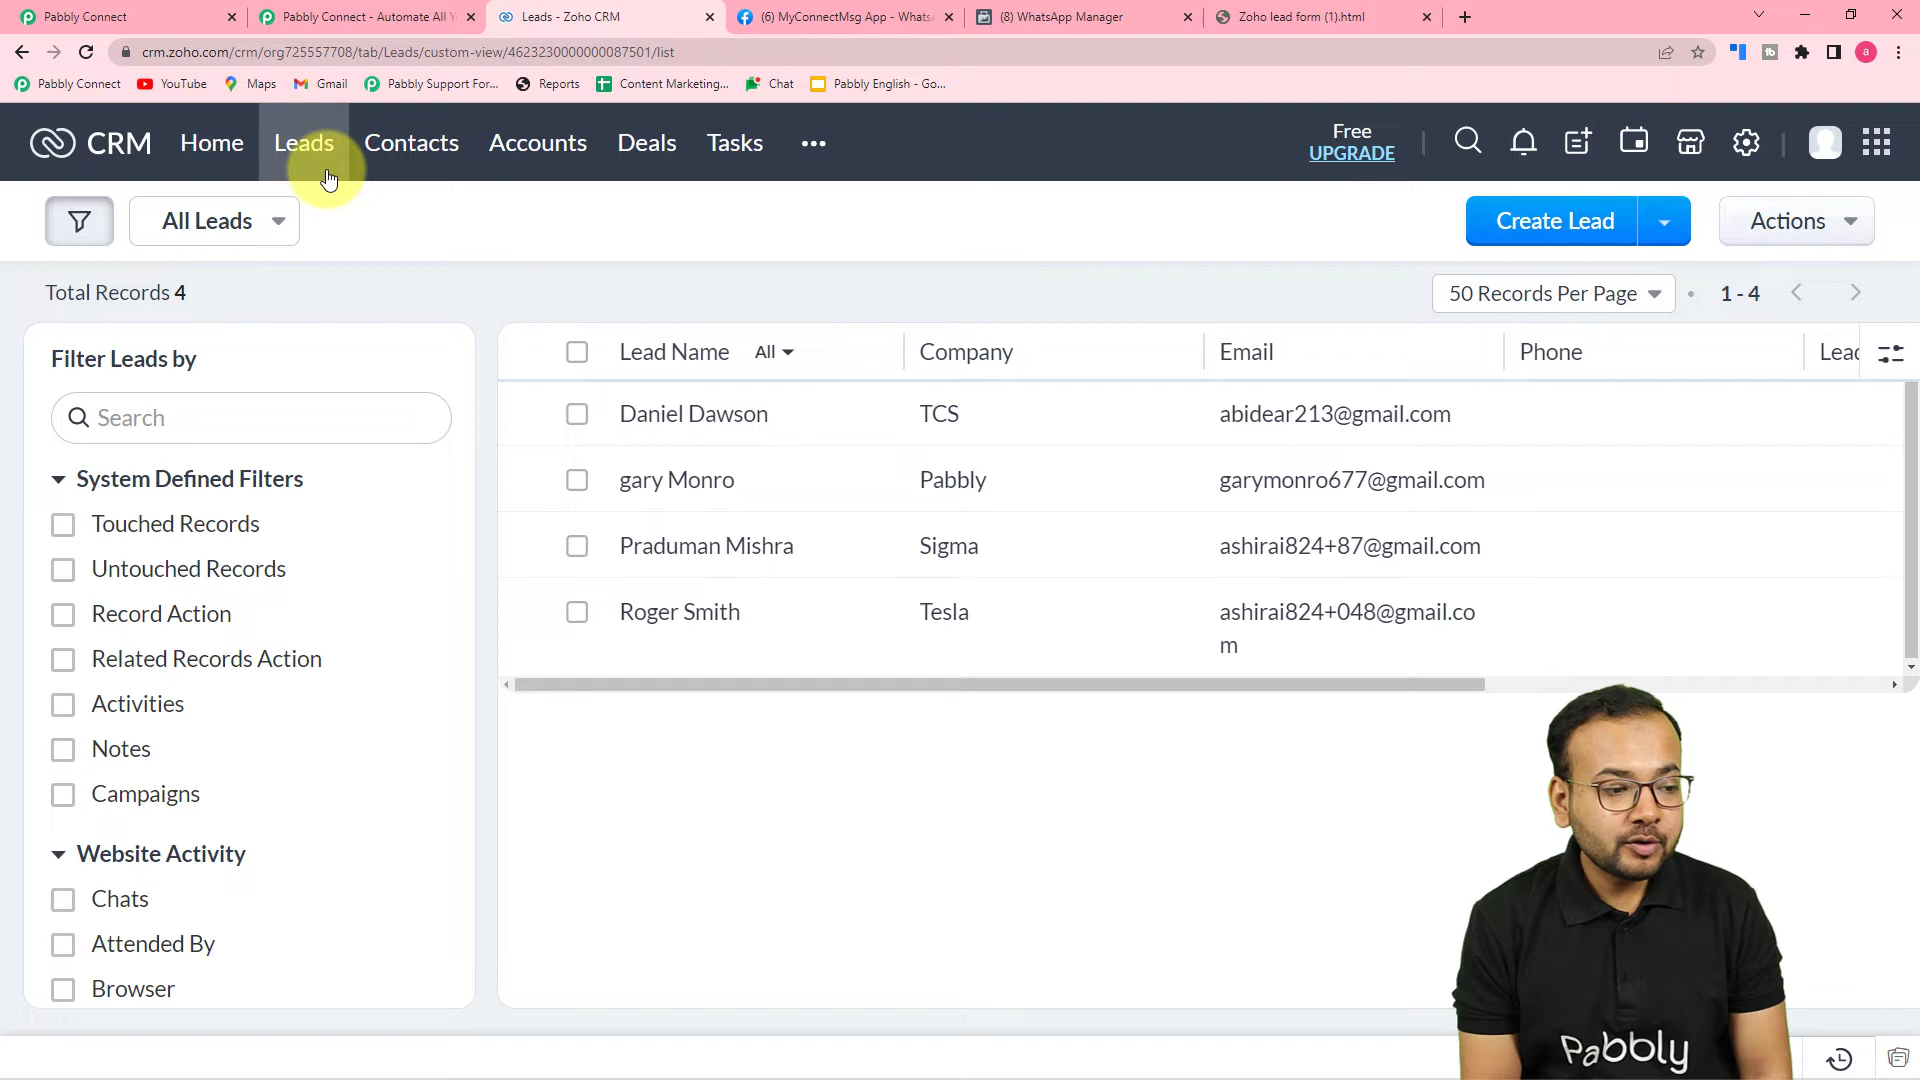 Pabbly Connect
Pabbly Connect - Automate All Y
Leads - Zoho CRM
(6) MyConnectMsg App - WhatsA
(8) WhatsApp Manager
Zoho lead form (1).html
crm.zoho.com/crm/org725557708/tab/Leads/custom-view/4623230000000087501/list
a
Pabbly Connect
YouTube
Maps
Gmail
Pabbly Support For...
Reports
Content Marketing...
Chat
Pabbly English - Go...
CRM
Home
Leads
Contacts
Accounts
Deals
Tasks
Free
UPGRADE
All Leads
Create Lead
Actions
Total Records 4
50 Records Per Page
1 - 4
Filter Leads by
Search
System Defined Filters
Touched Records
Untouched Records
Record Action
Related Records Action
Activities
Notes
Campaigns
Website Activity
Chats
Attended By
Browser
Lead Name All Company Email Phone Lead
Daniel Dawson TCS abidear213@gmail.com
gary Monro Pabbly garymonro677@gmail.com
Praduman Mishra Sigma ashirai824+87@gmail.com
Roger Smith Tesla ashirai824+048@gmail.co
m
Pabbly